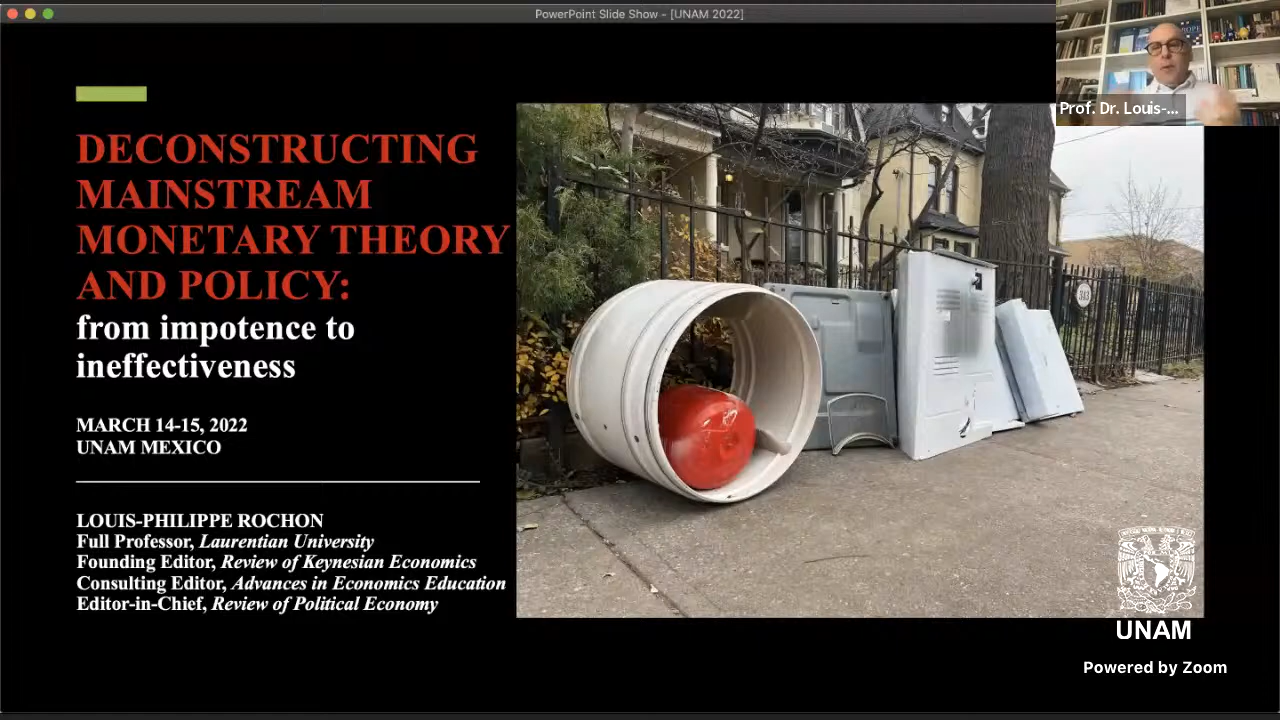 PowerPoint Slide Show - [UNAM 2022]
Prof. Dr. Louis-...
DECONSTRUCTING
MAINSTREAM
MONETARY THEORY
AND POLICY:
from impotence to
ineffectiveness
MARCH 14-15, 2022
UNAM MEXICO
LOUIS-PHILIPPE ROCHON
Full Professor, Laurentian University
Founding Editor, Review of Keynesian Economics
Consulting Editor, Advances in Economics Education
Editor-in-Chief, Review of Political Economy
343
UNAM
Powered by Zoom